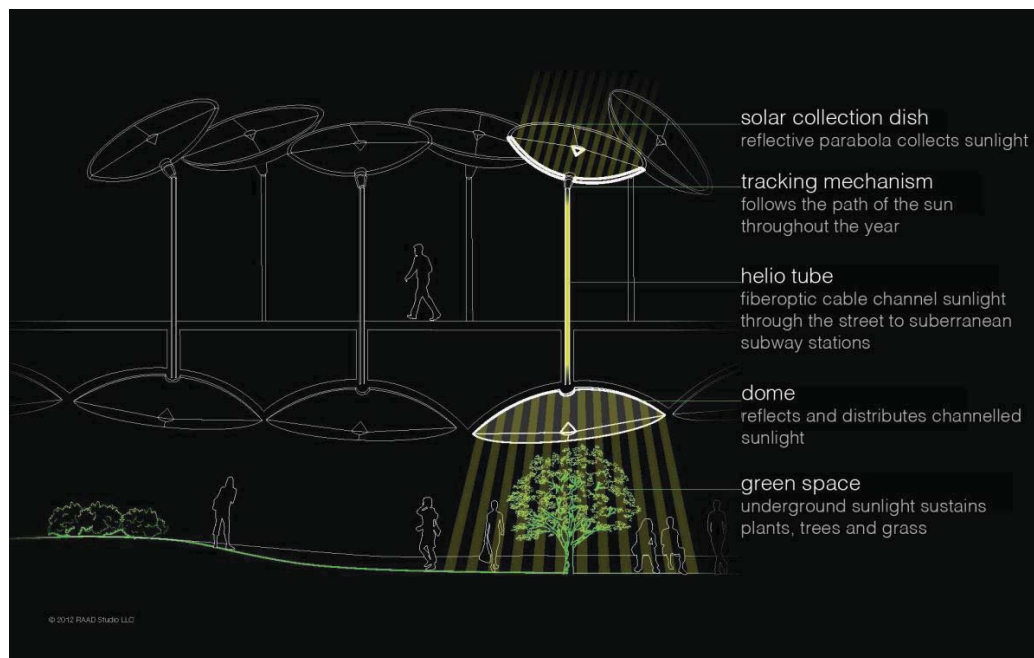 solar collection dish
reflective parabola collects sunlight
tracking mechanism
follows the path of the sun
throughout the year
helio tube
fiberoptic cable channel sunlight
through the street to suberranean
subway stations
dome
reflects and distributes channelled
sunlight
green space
underground sunlight sustains
plants, trees and grass
© 2012 RAAD Studio LLC